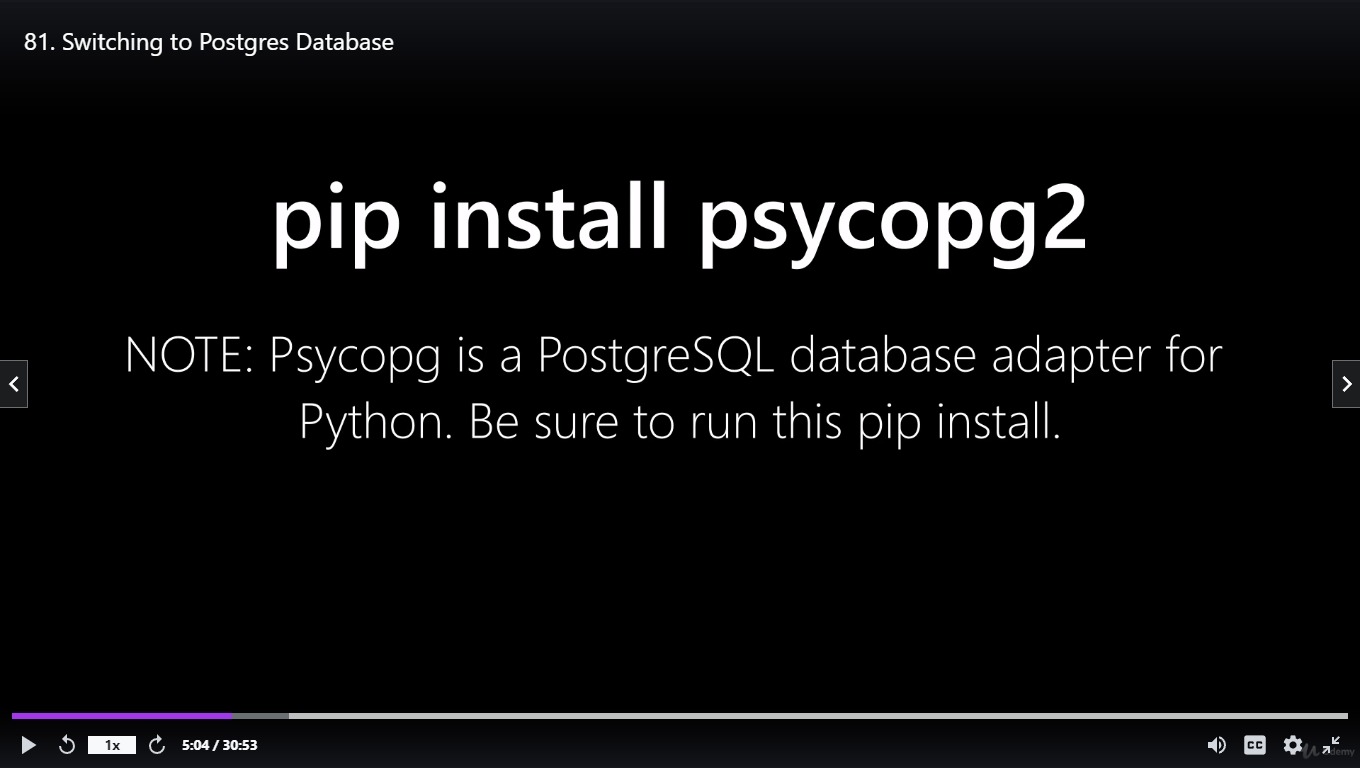 81. Switching to Postgres Database
pip install psycopg2
NOTE: Psycopg is a PostgreSQL database adapter for
Python. Be sure to run this pip install.
1x
5:04 / 30:53
CC
udemy